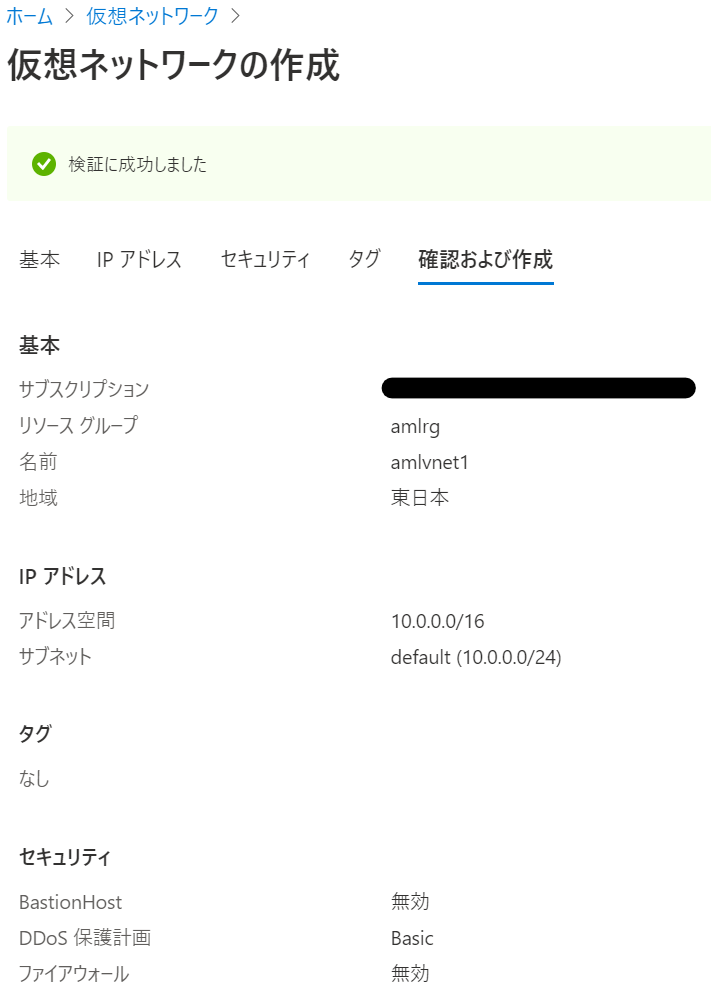 ホーム > 仮想ネットワーク >
仮想ネットワークの作成
検証に成功しました
基本 IP アドレス セキュリティ タグ 確認および作成
基本
サブスクリプション
リソース グループ amlrg
名前 amlvnet1
地域 東日本
IP アドレス
アドレス空間 10.0.0.0/16
サブネット default (10.0.0.0/24)
タグ
なし
セキュリティ
BastionHost 無効
DDoS 保護計画 Basic
ファイアウォール 無効